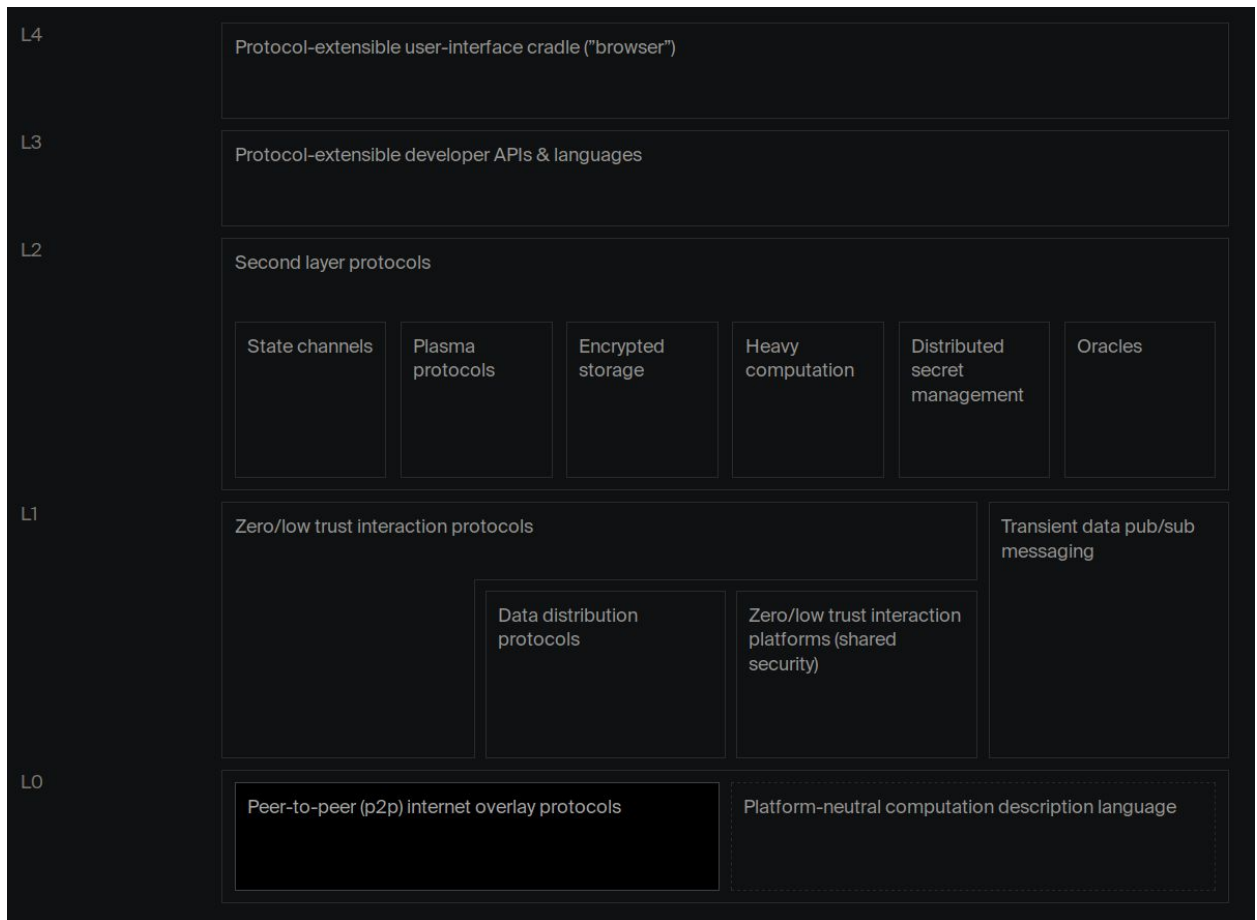 L4
Protocol-extensible user-interface cradle ("browser")
L3
Protocol-extensible developer APIs & languages
L2
Second layer protocols
State channels
Plasma
protocols
Encrypted
storage
Heavy
computation
Distributed
secret
management
Oracles
L1
Zero/low trust interaction protocols
Transient data pub/sub
messaging
Data distribution
protocols
Zero/low trust interaction
platforms (shared
security)
L0
Peer-to-peer (p2p) internet overlay protocols
Platform-neutral computation description language